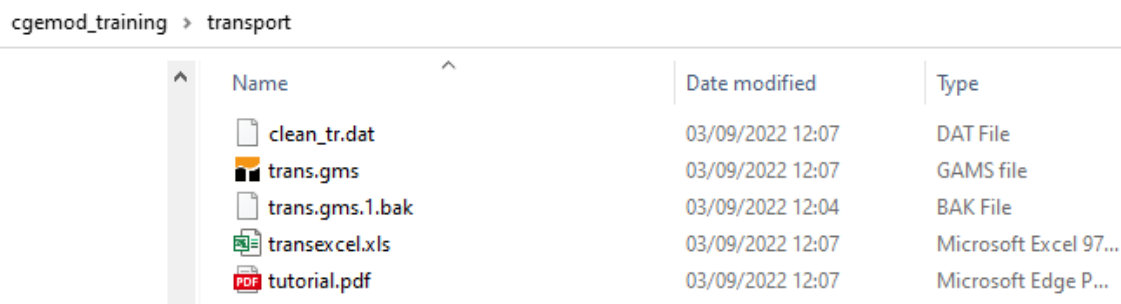 cgemod_training > transport
Name Date modified Type
clean_tr.dat 03/09/2022 12:07 DAT File
trans.gms 03/09/2022 12:07 GAMS file
trans.gms.1.bak 03/09/2022 12:04 BAK File
transexcel.xls 03/09/2022 12:07 Microsoft Excel 97...
PDF tutorial.pdf 03/09/2022 12:07 Microsoft Edge P...